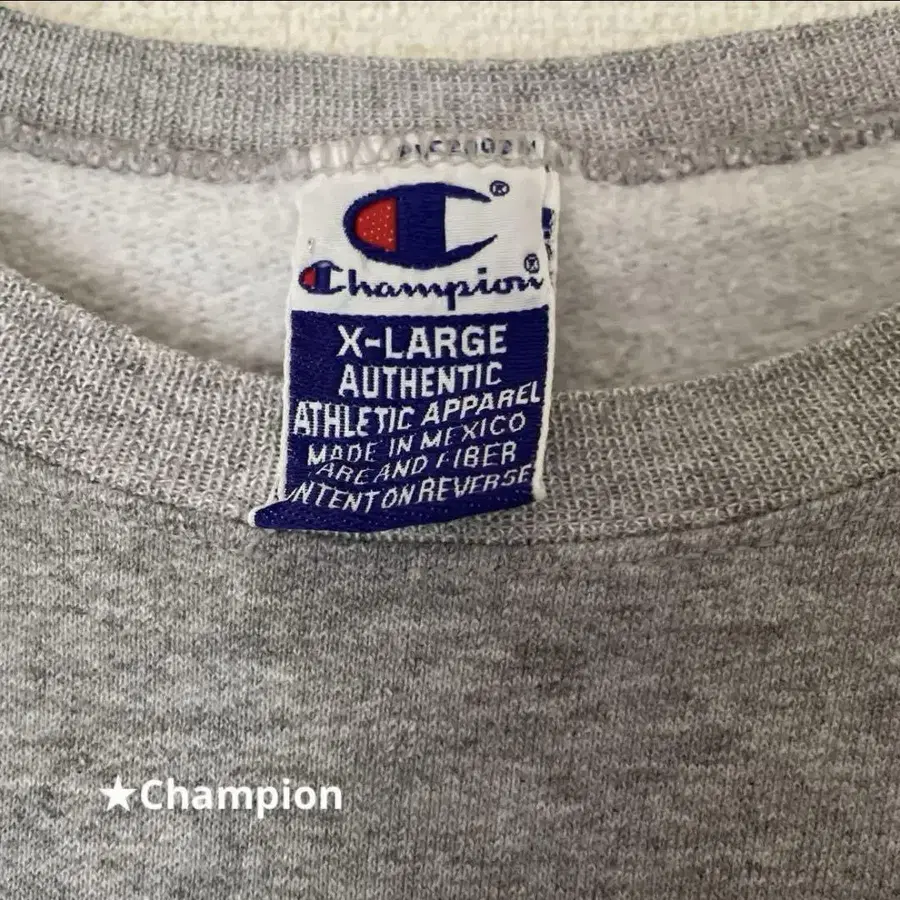 Champion
X-LARGE
AUTHENTIC
ATHLETIC APPAREL
MADE IN MEXICO
ARE AND FIBER
NTENT ON REVERSE
★Champion